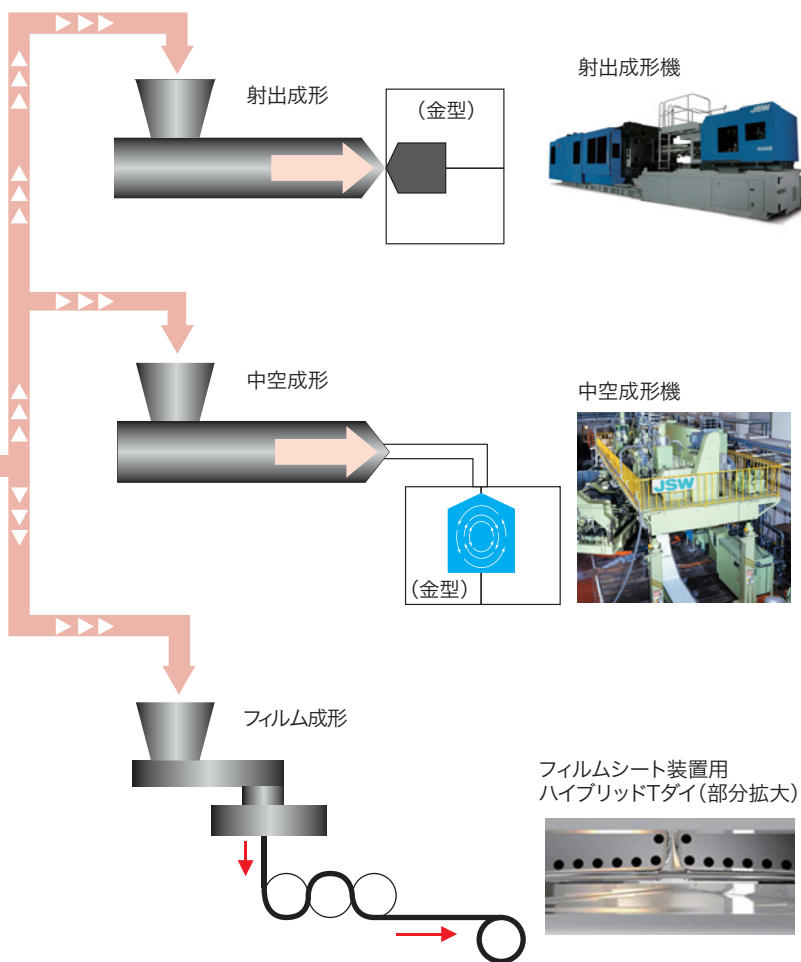 射出成形
(金型)
射出成形機
JSW
中空成形
(金型)
中空成形機
JSW
フィルム成形
フィルムシート装置用
ハイブリッドTダイ(部分拡大)